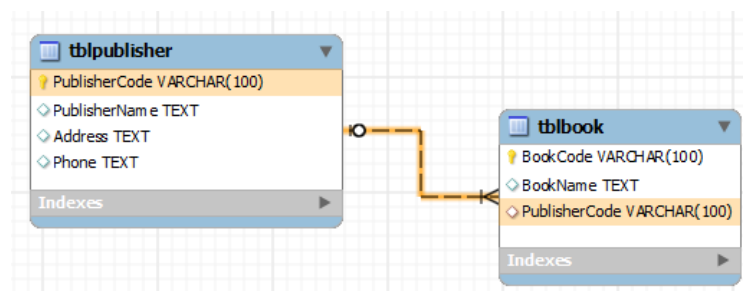 tblpublisher
PublisherCode VARCHAR(100)
PublisherName TEXT
Address TEXT
Phone TEXT
Indexes
tblbook
BookCode VARCHAR(100)
BookName TEXT
PublisherCode VARCHAR(100)
Indexes